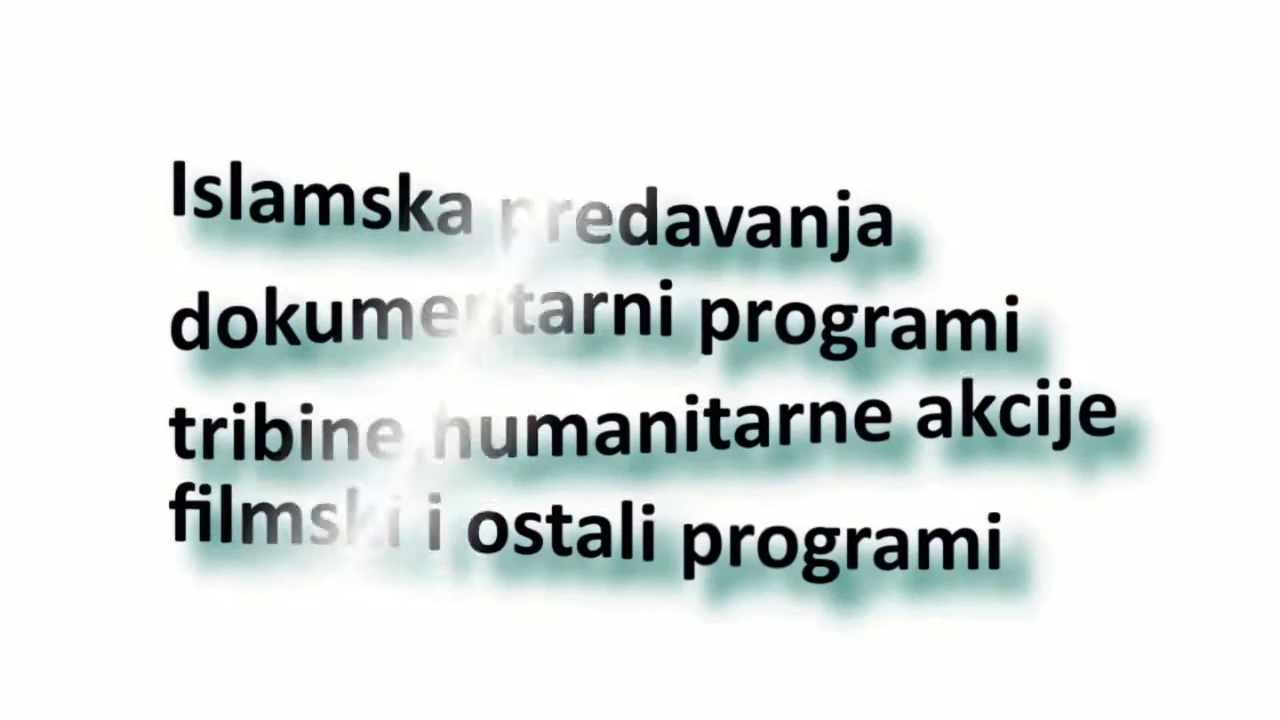 Islamska predavanja
dokumentarni programi
tribine humanitarne akcije
filmski i ostali programi